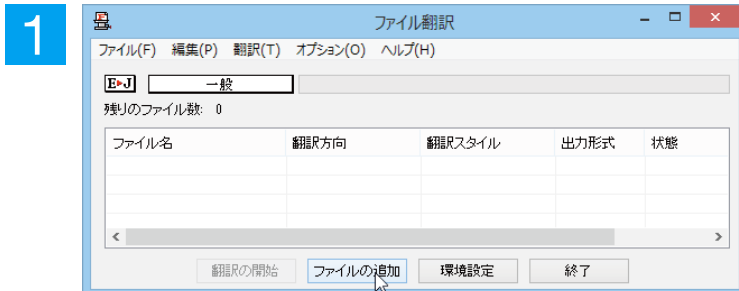 1
ファイル翻訳
ファイル(F) 編集(P) 翻訳(T) オプション(O) ヘルプ(H)
E▸J 一般
残りのファイル数: 0
ファイル名 翻訳方向 翻訳スタイル 出力形式 状態
翻訳の開始 ファイルの追加 環境設定 終了